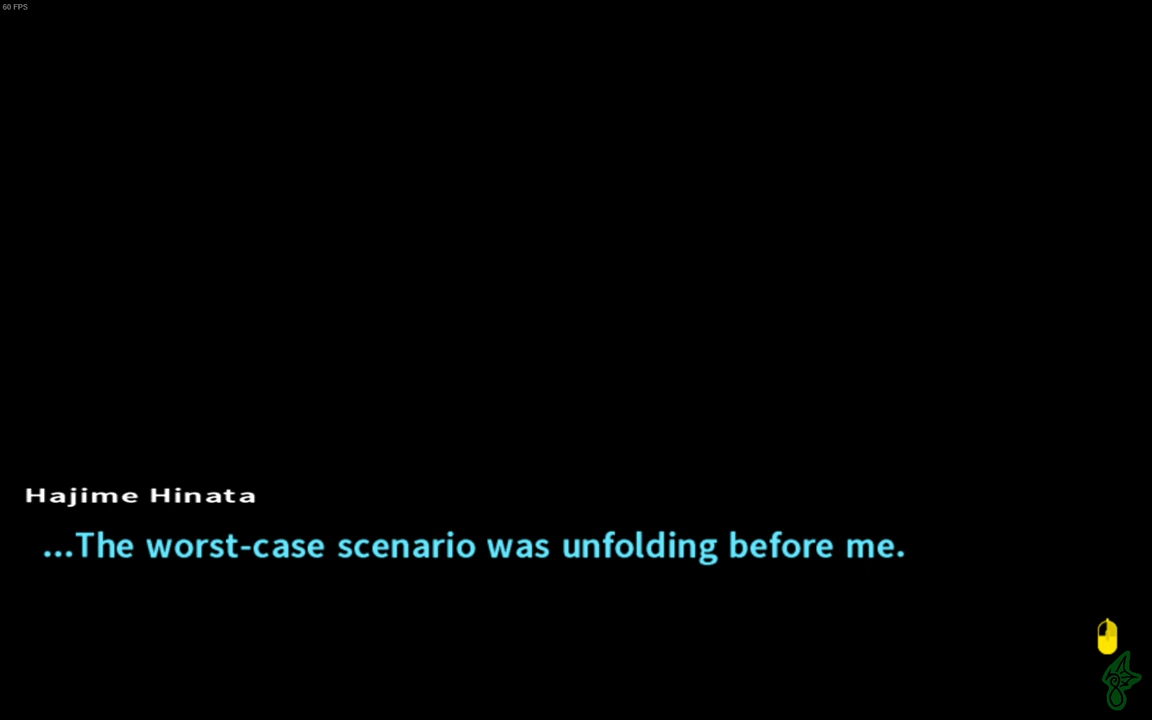 60 FPS
Hajime Hinata
...The worst-case scenario was unfolding before me.